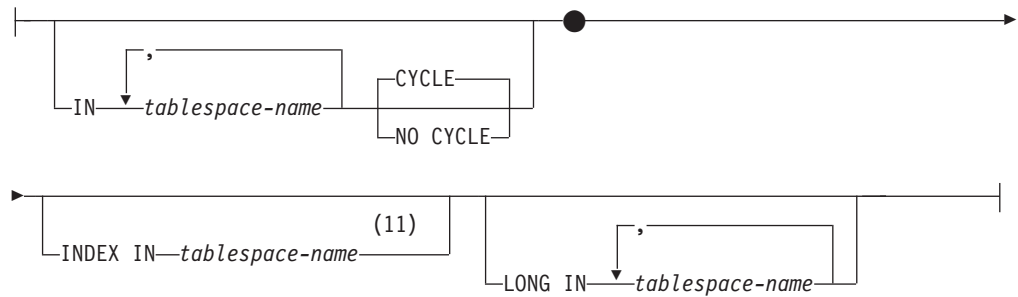 ,
CYCLE
IN tablespace-name
NO CYCLE
(11)
,
INDEX IN tablespace-name
LONG IN tablespace-name